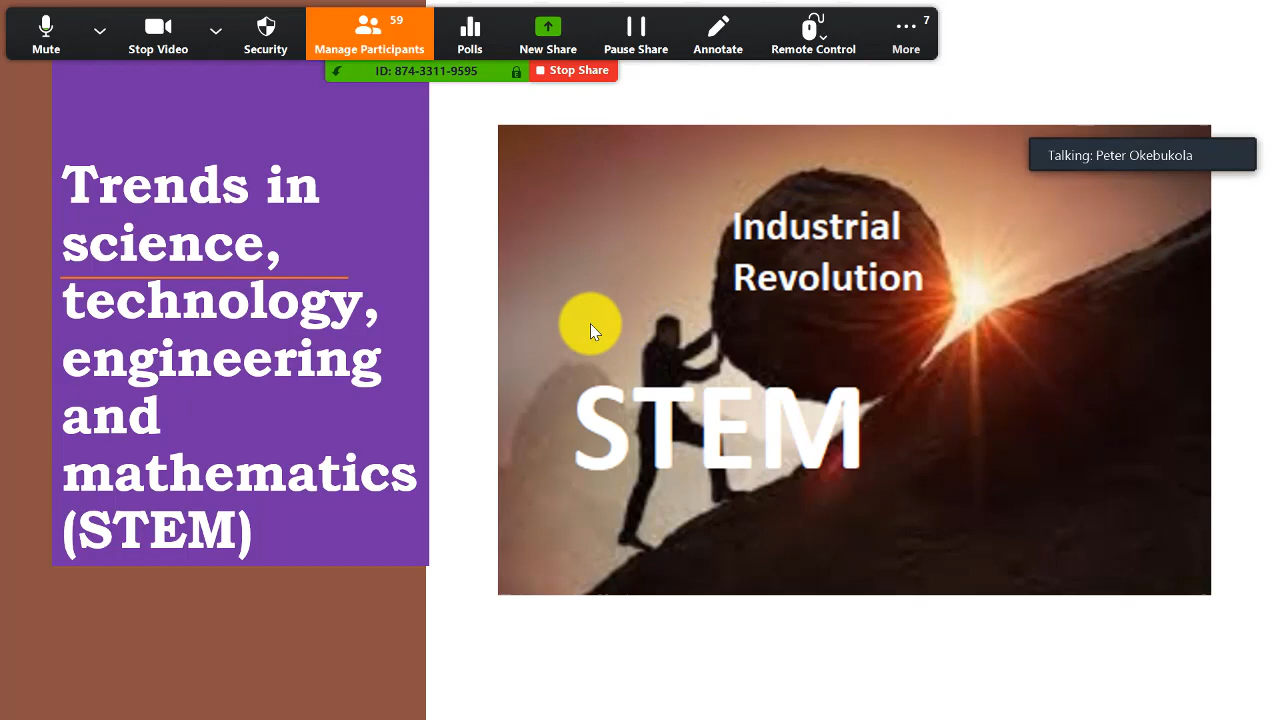 Mute
Stop Video
Security
59
Manage Participants
Polls
New Share
Pause Share
Annotate
Remote Control
7
More
ID: 874-3311-9595
Stop Share
Talking: Peter Okebukola
Trends in
science,
technology,
engineering
and
mathematics
(STEM)
Industrial
Revolution
STEM